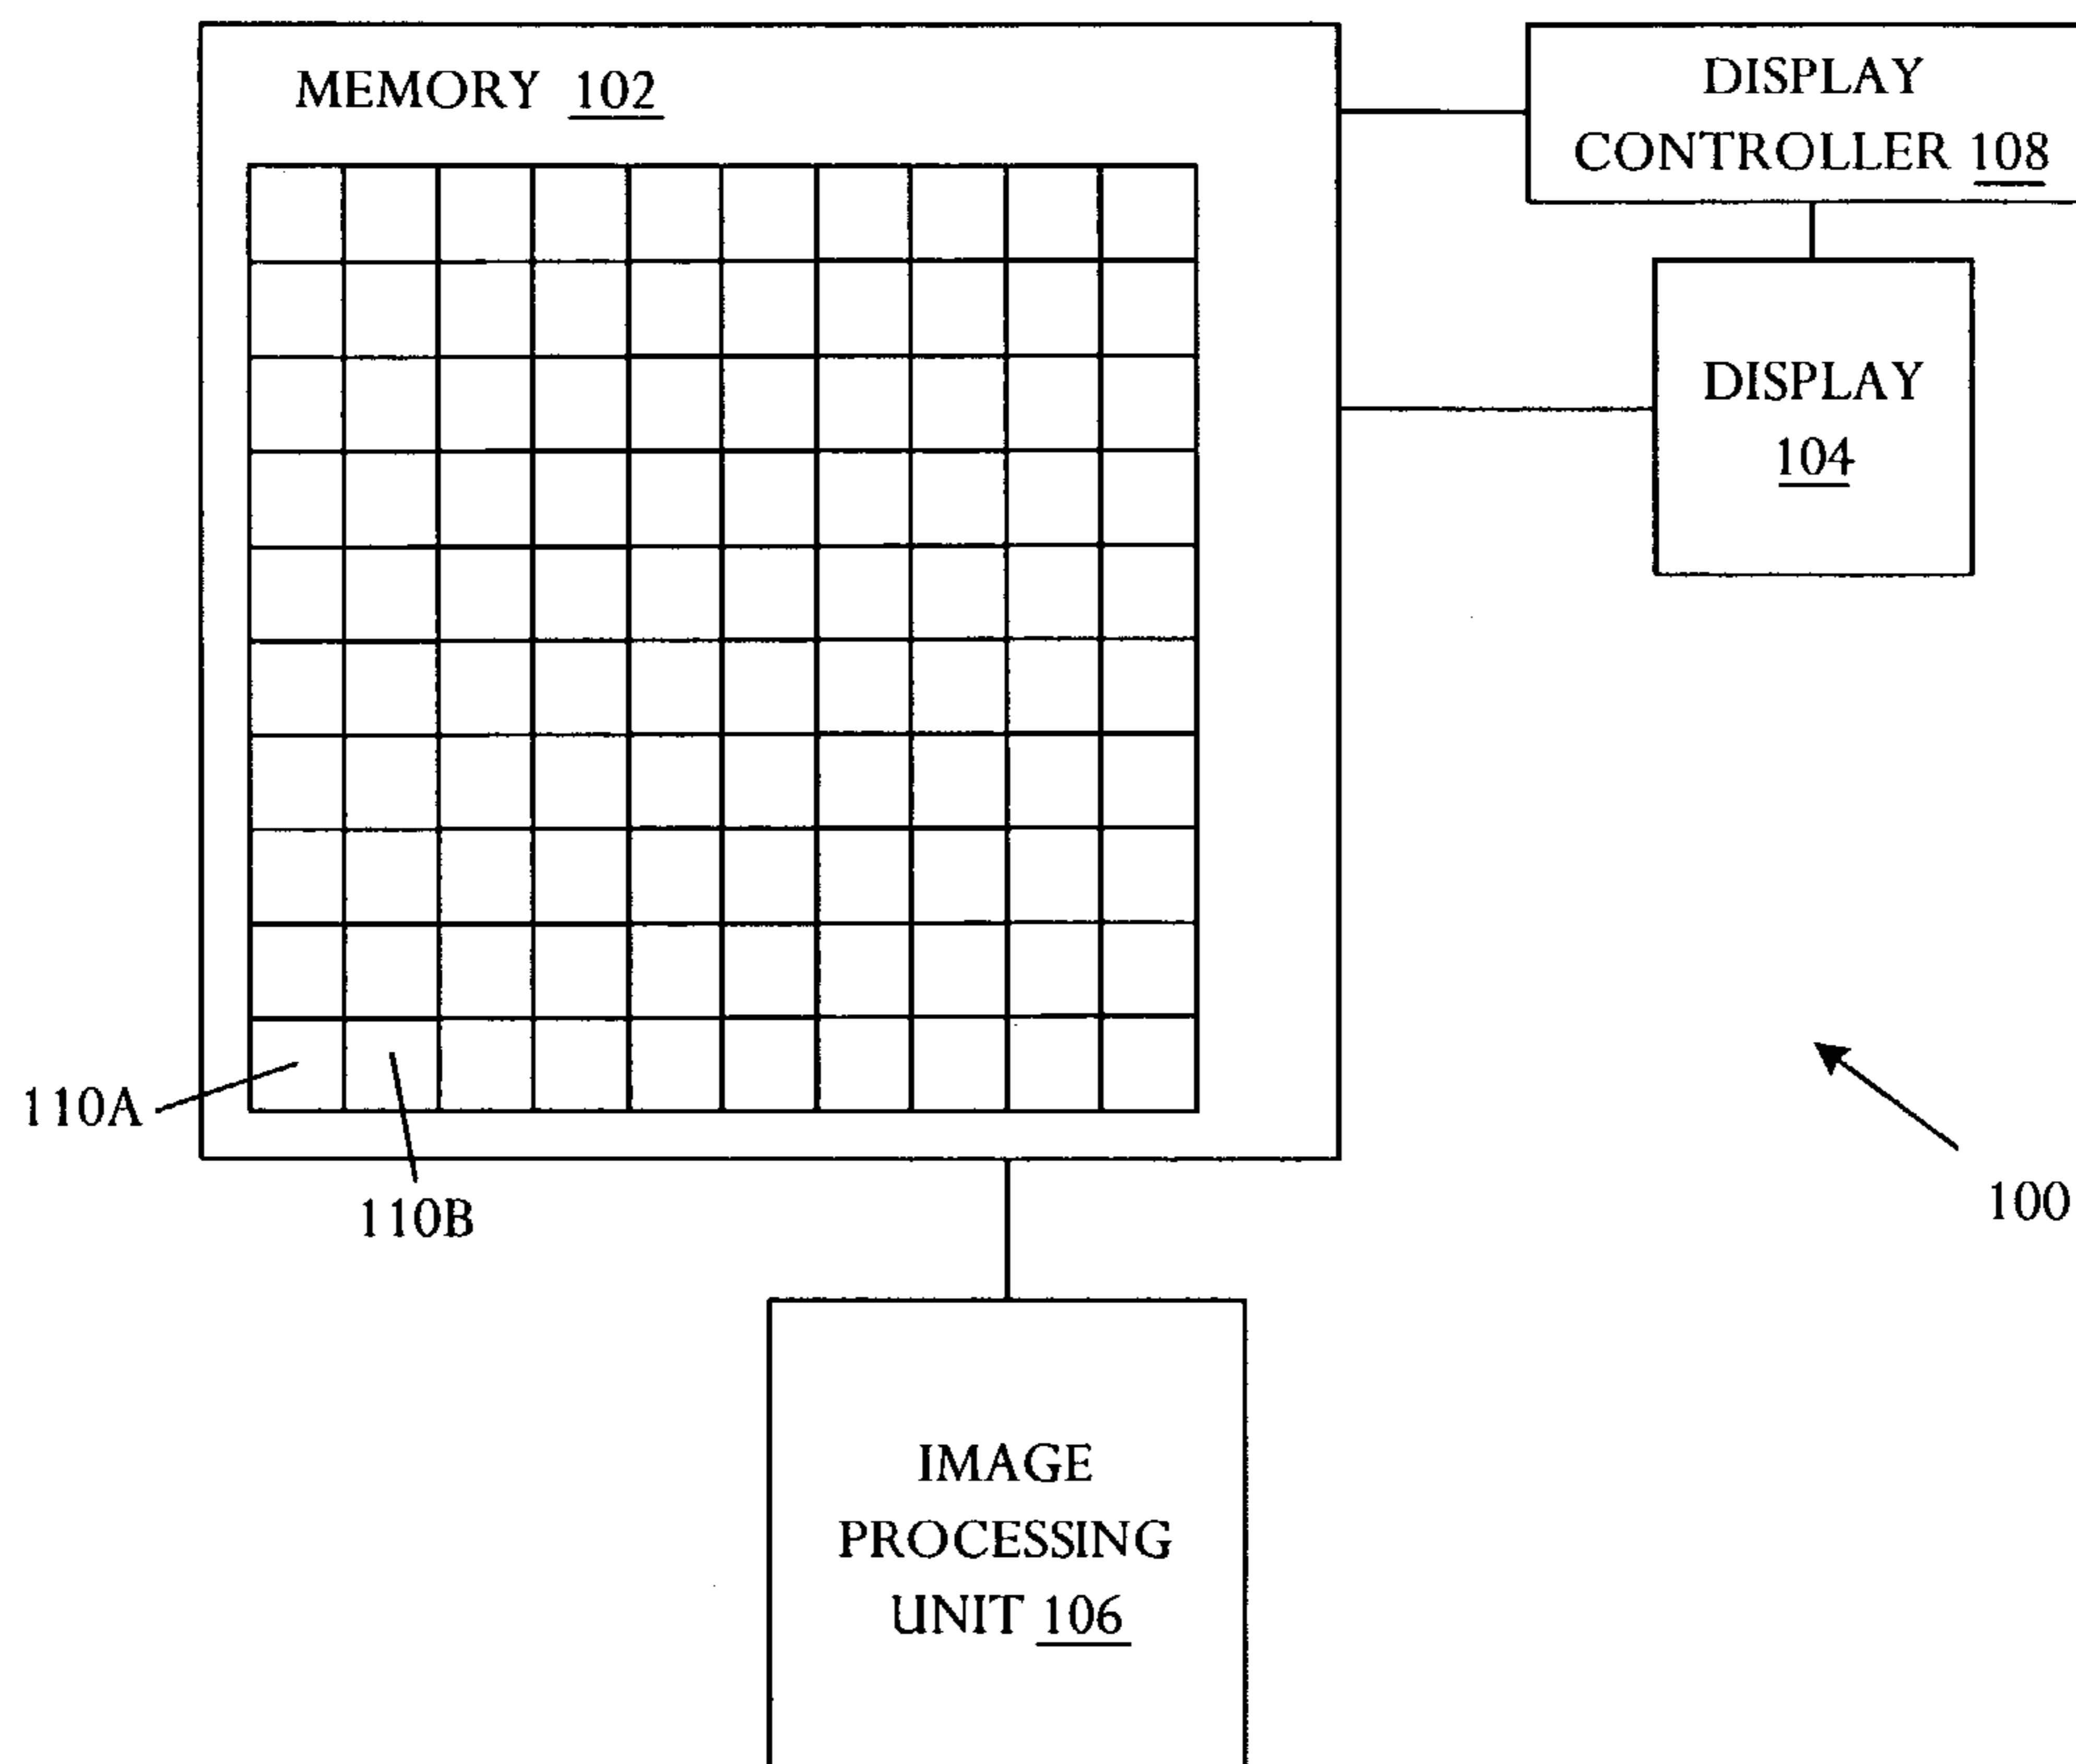 MEMORY 102
DISPLAY
CONTROLLER 108
DISPLAY
104
110A
110B
100
IMAGE
PROCESSING
UNIT 106